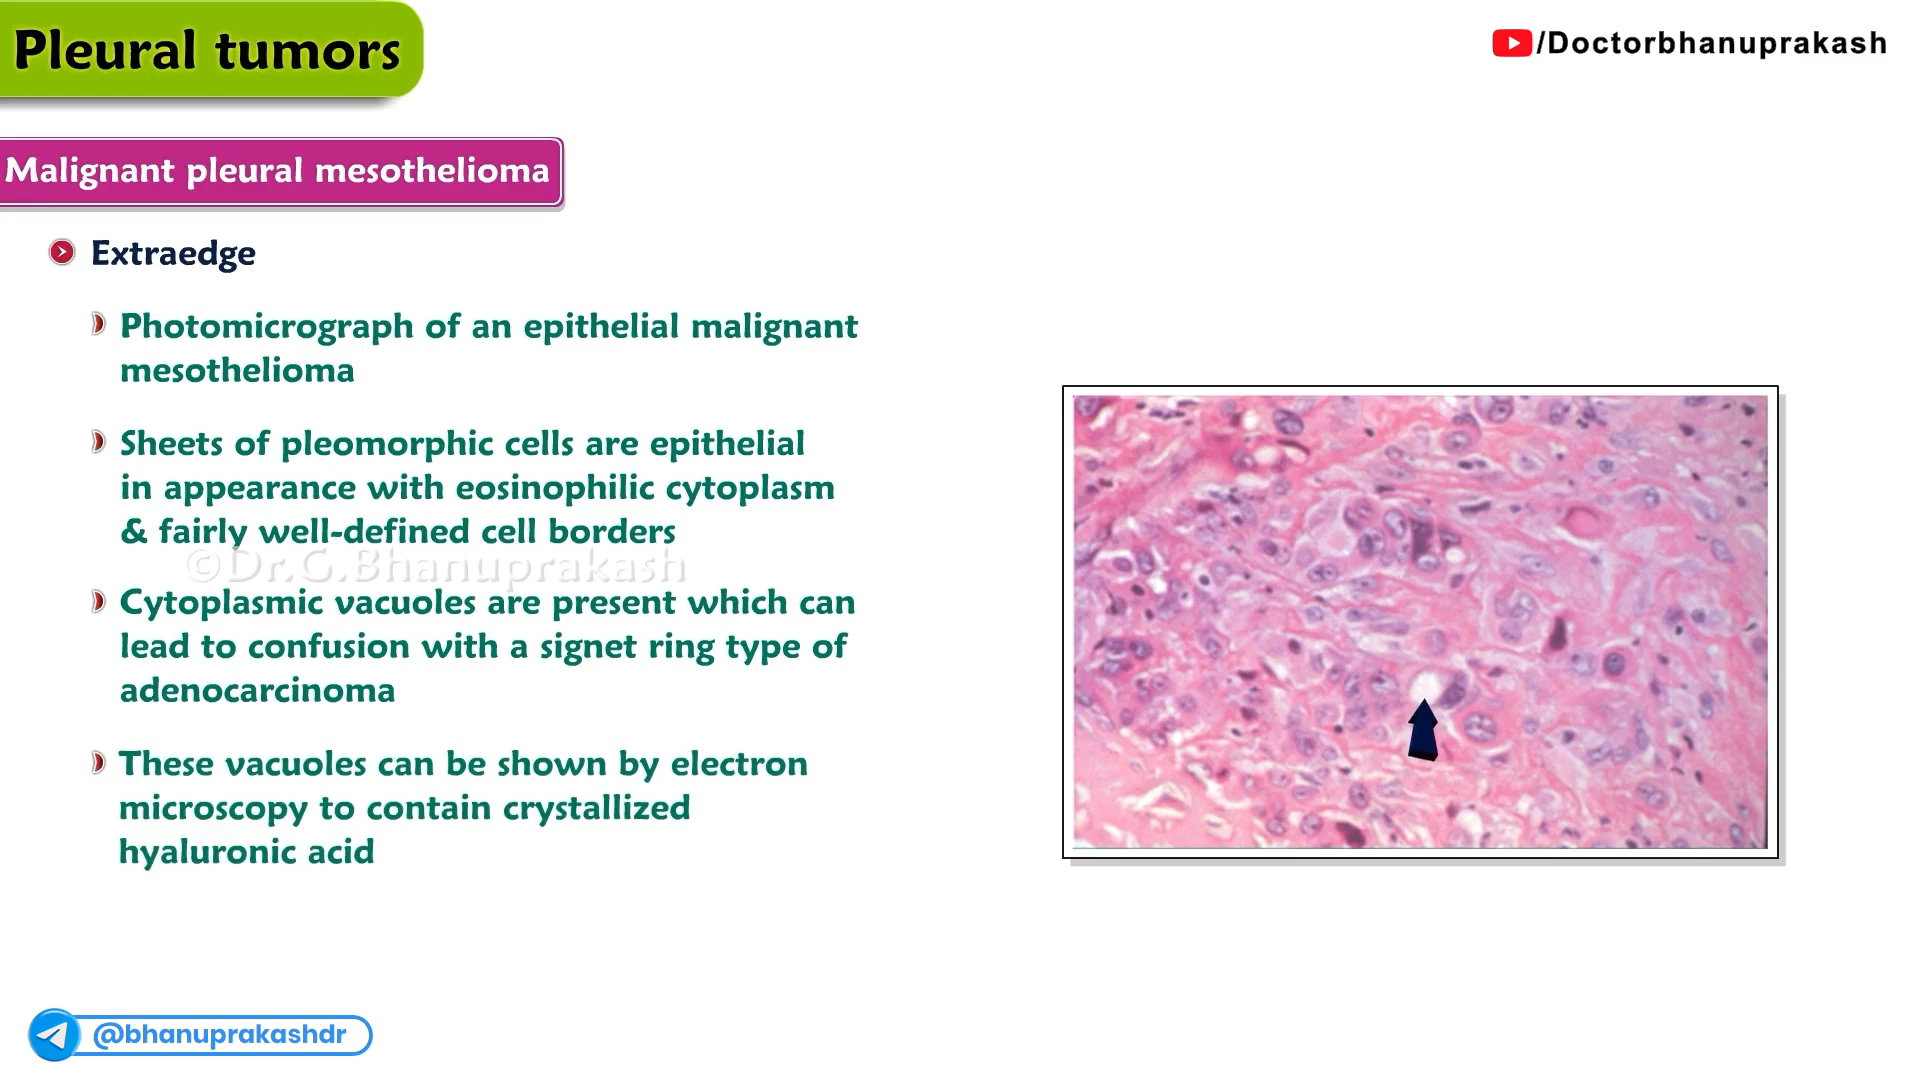 Pleural tumors
/Doctorbhanuprakash
Malignant pleural mesothelioma
Extraedge
Photomicrograph of an epithelial malignant
mesothelioma
Sheets of pleomorphic cells are epithelial
in appearance with eosinophilic cytoplasm
& fairly well-defined cell borders
©Dr.G.Bhanuprakash
Cytoplasmic vacuoles are present which can
lead to confusion with a signet ring type of
adenocarcinoma
These vacuoles can be shown by electron
microscopy to contain crystallized
hyaluronic acid
@bhanuprakashdr